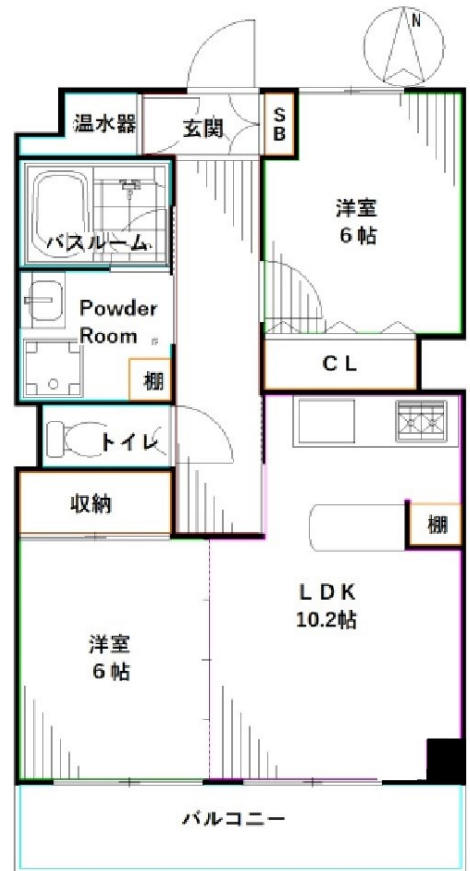 N
温水器
玄関
SB
洋室
6帖
バスルーム
Powder
Room
棚
CL
トイレ
収納
棚
LDK
10.2帖
洋室
6帖
バルコニー